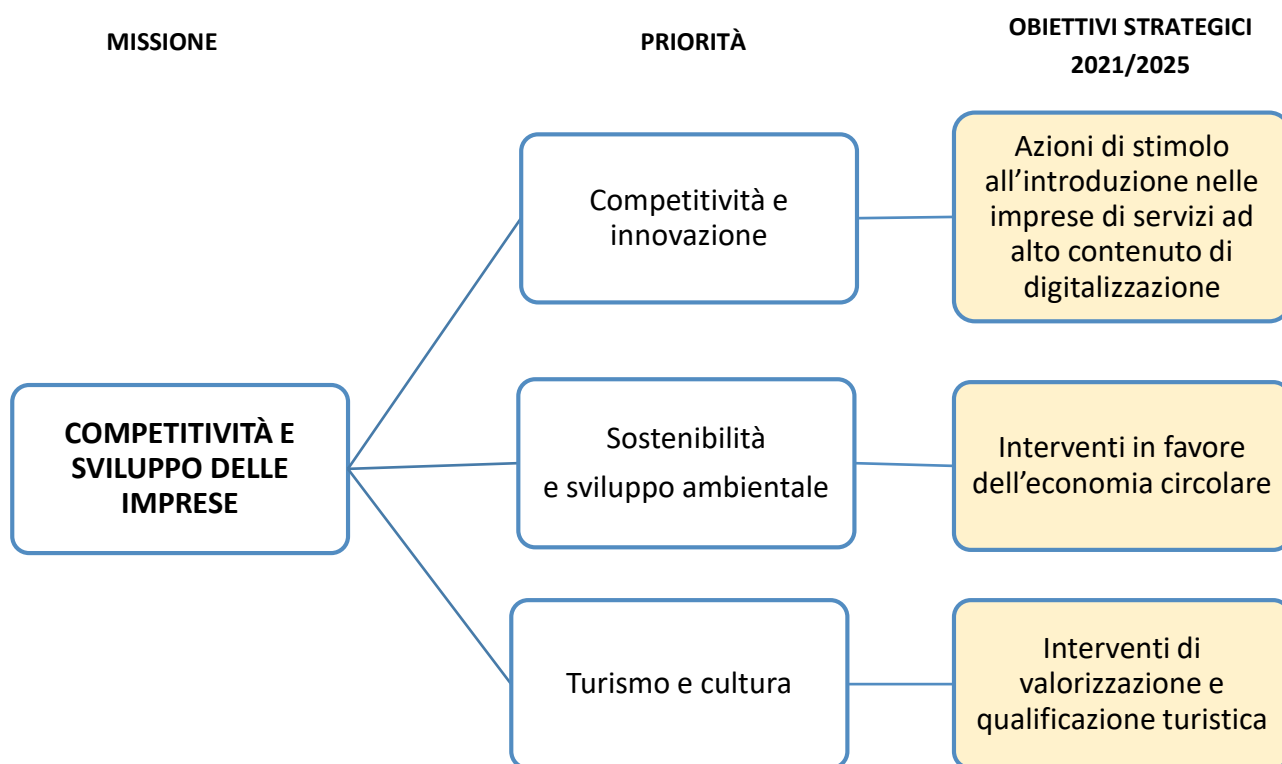 MISSIONE
PRIORITÀ
OBIETTIVI STRATEGICI
2021/2025
Competitività e
innovazione
Azioni di stimolo
all’introduzione nelle
imprese di servizi ad
alto contenuto di
digitalizzazione
COMPETITIVITÀ E
SVILUPPO DELLE
IMPRESE
Sostenibilità
e sviluppo ambientale
Interventi in favore
dell’economia circolare
Turismo e cultura
Interventi di
valorizzazione e
qualificazione turistica